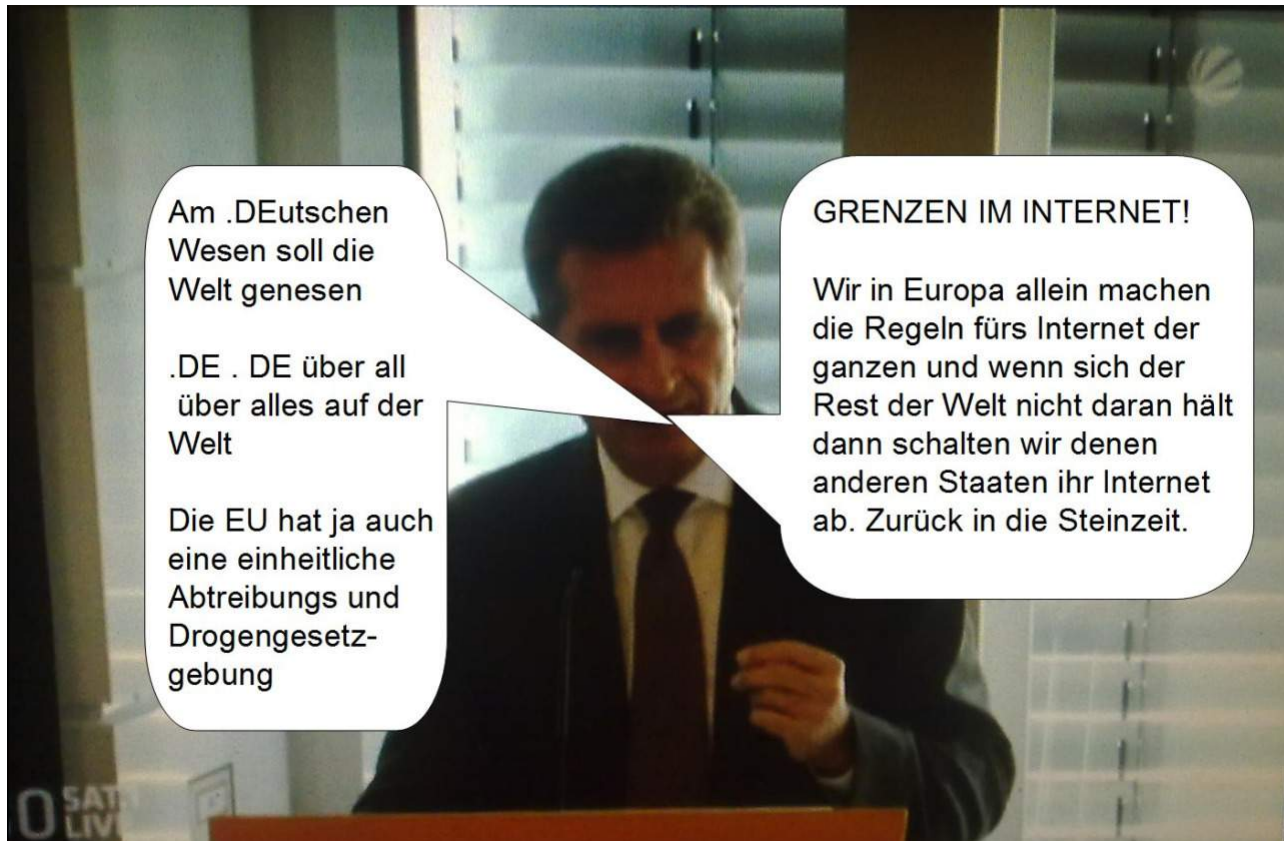 Am .DEutschen
Wesen soll die
Welt genesen
.DE . DE über all
über alles auf der
Welt
Die EU hat ja auch
eine einheitliche
Abtreibungs und
Drogengesetz-
gebung
GRENZEN IM INTERNET!
Wir in Europa allein machen
die Regeln fürs Internet der
ganzen und wenn sich der
Rest der Welt nicht daran hält
dann schalten wir denen
anderen Staaten ihr Internet
ab. Zurück in die Steinzeit.